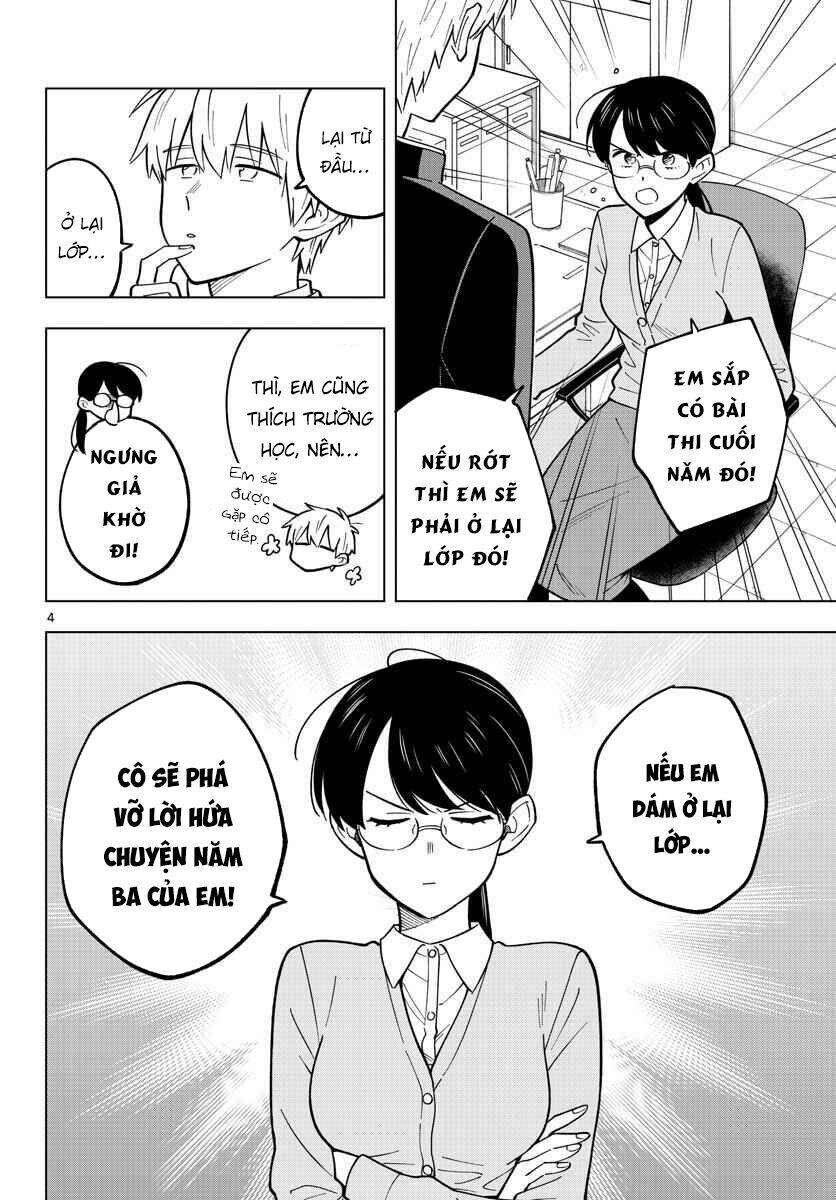 EM SẮP
CÓ BÀI
THI CUỐI
NĂM ĐÓ!
NẾU RỚT
THÌ EM SẼ
PHẢI Ở LẠI
LỚP ĐÓ!
LẠI TỪ
ĐẦU...
Ở LẠI
LỚP...
THÌ, EM CŨNG
THÍCH TRƯỜNG
HỌC, NÊN...
Em sẽ
được
Gặp cô
tiếp.
NGƯNG
GIẢ
KHỜ
ĐI!
4
NẾU EM
DÁM Ở LẠI
LỚP...
CÔ SẼ PHÁ
VỠ LỜI HỨA
CHUYỆN NĂM
BA CỦA EM!